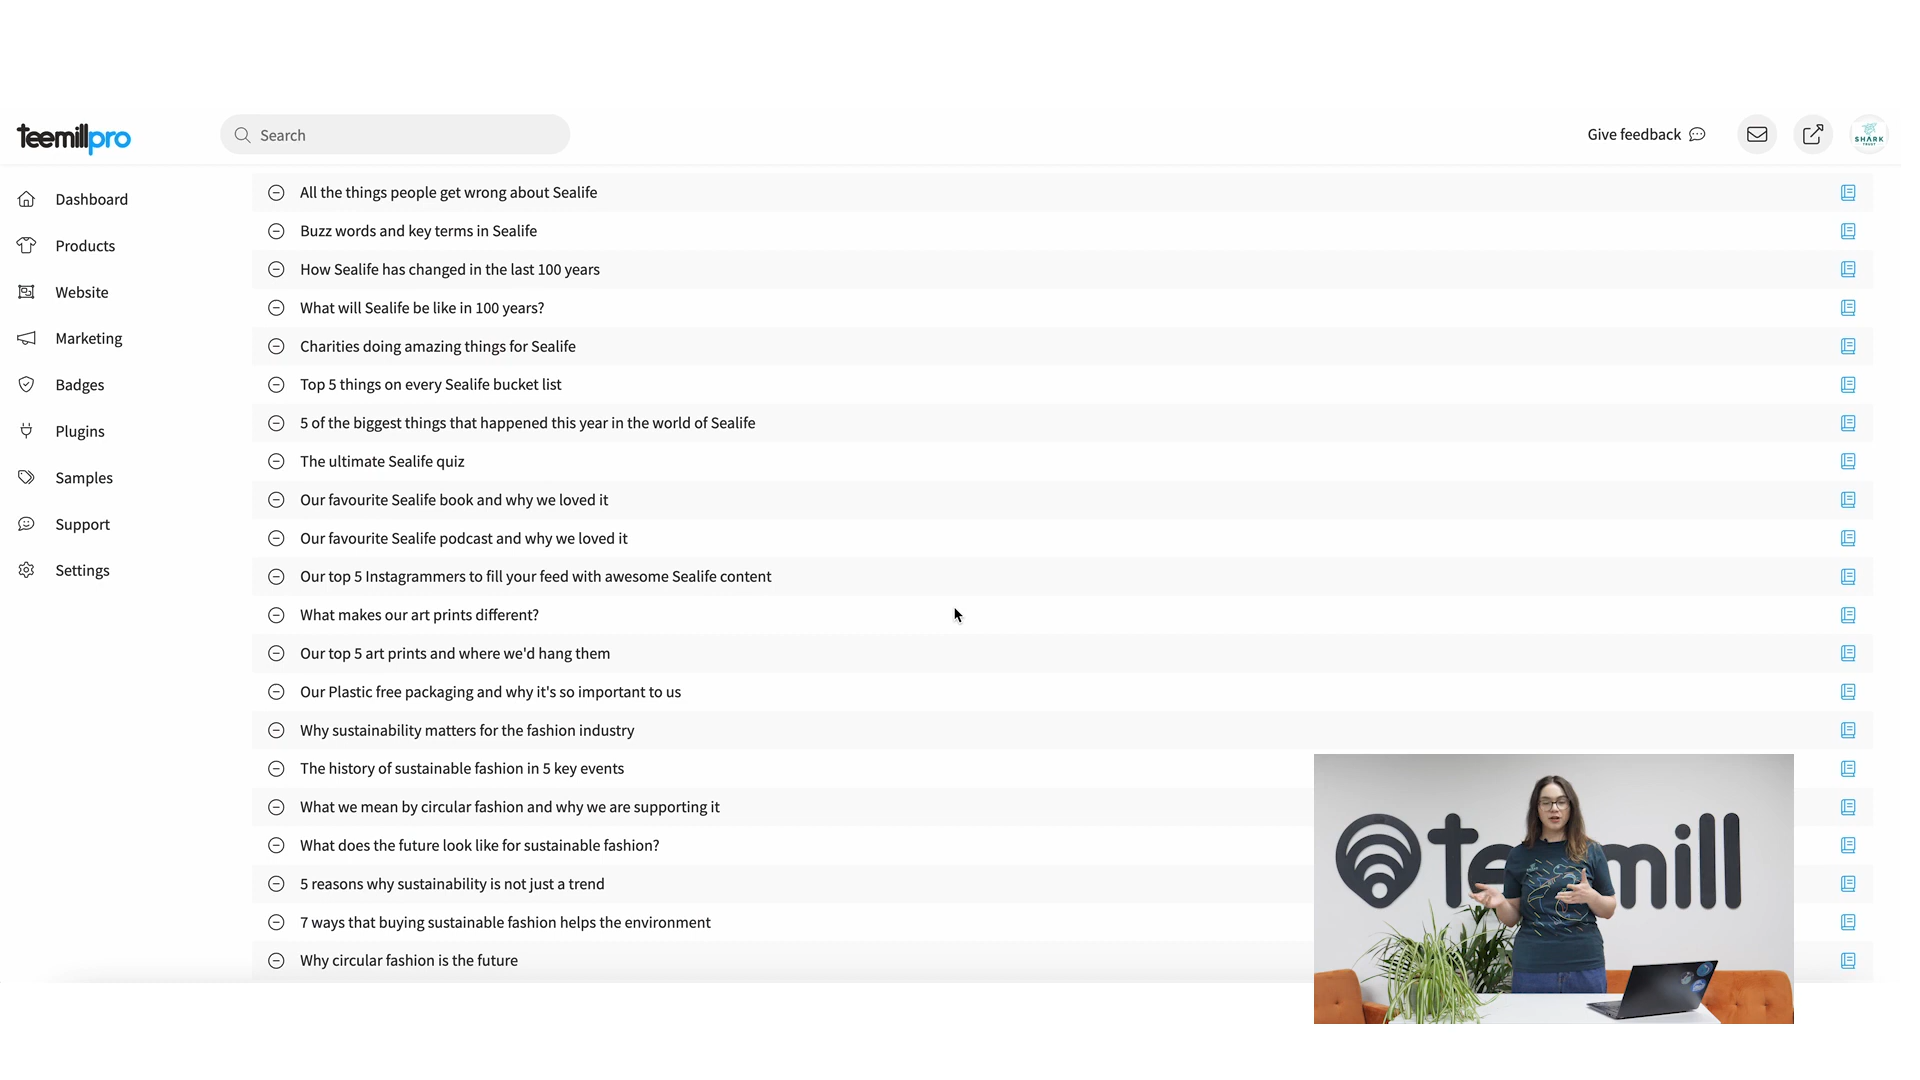 teemillpro
Search
Give feedback
SHARK
TRUST
Dashboard
Products
Website
Marketing
Badges
Plugins
Samples
Support
Settings
All the things people get wrong about Sealife
Buzz words and key terms in Sealife
How Sealife has changed in the last 100 years
What will Sealife be like in 100 years?
Charities doing amazing things for Sealife
Top 5 things on every Sealife bucket list
5 of the biggest things that happened this year in the world of Sealife
The ultimate Sealife quiz
Our favourite Sealife book and why we loved it
Our favourite Sealife podcast and why we loved it
Our top 5 Instagrammers to fill your feed with awesome Sealife content
What makes our art prints different?
Our top 5 art prints and where we'd hang them
Our Plastic free packaging and why it's so important to us
Why sustainability matters for the fashion industry
The history of sustainable fashion in 5 key events
What we mean by circular fashion and why we are supporting it
What does the future look like for sustainable fashion?
5 reasons why sustainability is not just a trend
7 ways that buying sustainable fashion helps the environment
Why circular fashion is the future
teemill